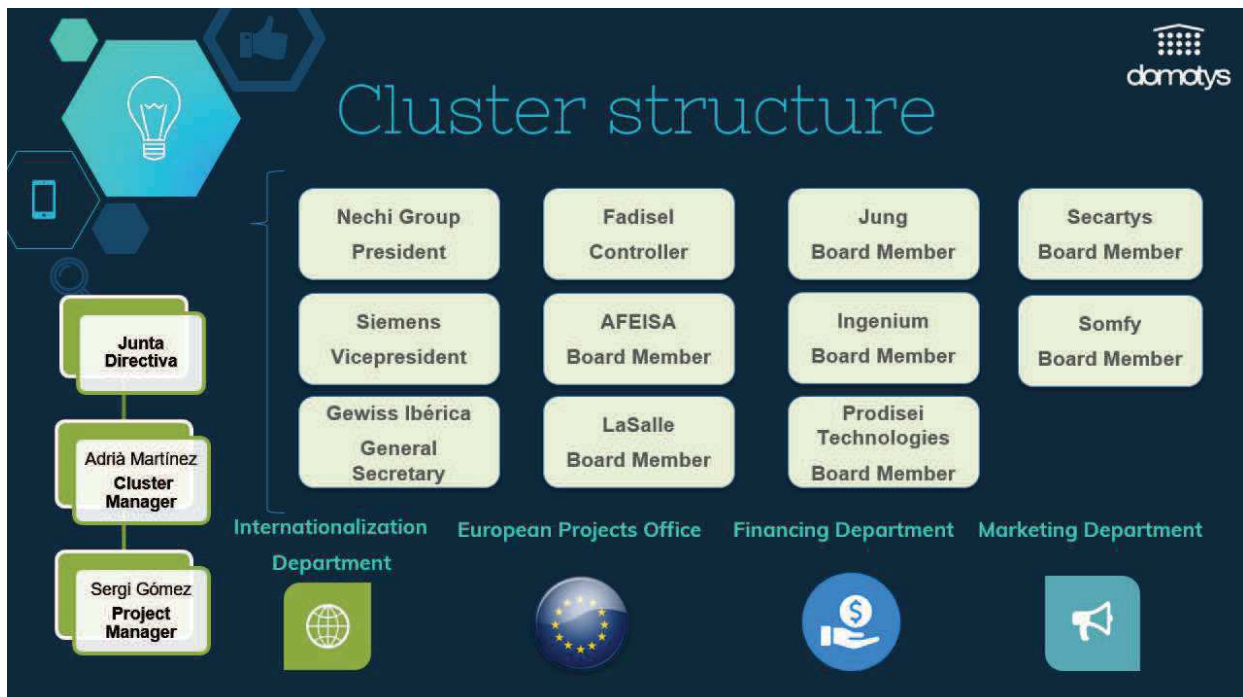 domotys
Cluster structure
Nechi Group
President
Fadisel
Controller
Jung
Board Member
Secartys
Board Member
Siemens
Vicepresident
AFEISA
Board Member
Ingenium
Board Member
Somfy
Board Member
Gewiss Ibérica
General
Secretary
LaSalle
Board Member
Prodisei
Technologies
Board Member
Junta
Directiva
Adrià Martínez
Cluster
Manager
Sergi Gómez
Project
Manager
Internationalization
Department
European Projects Office
Financing Department
Marketing Department
$